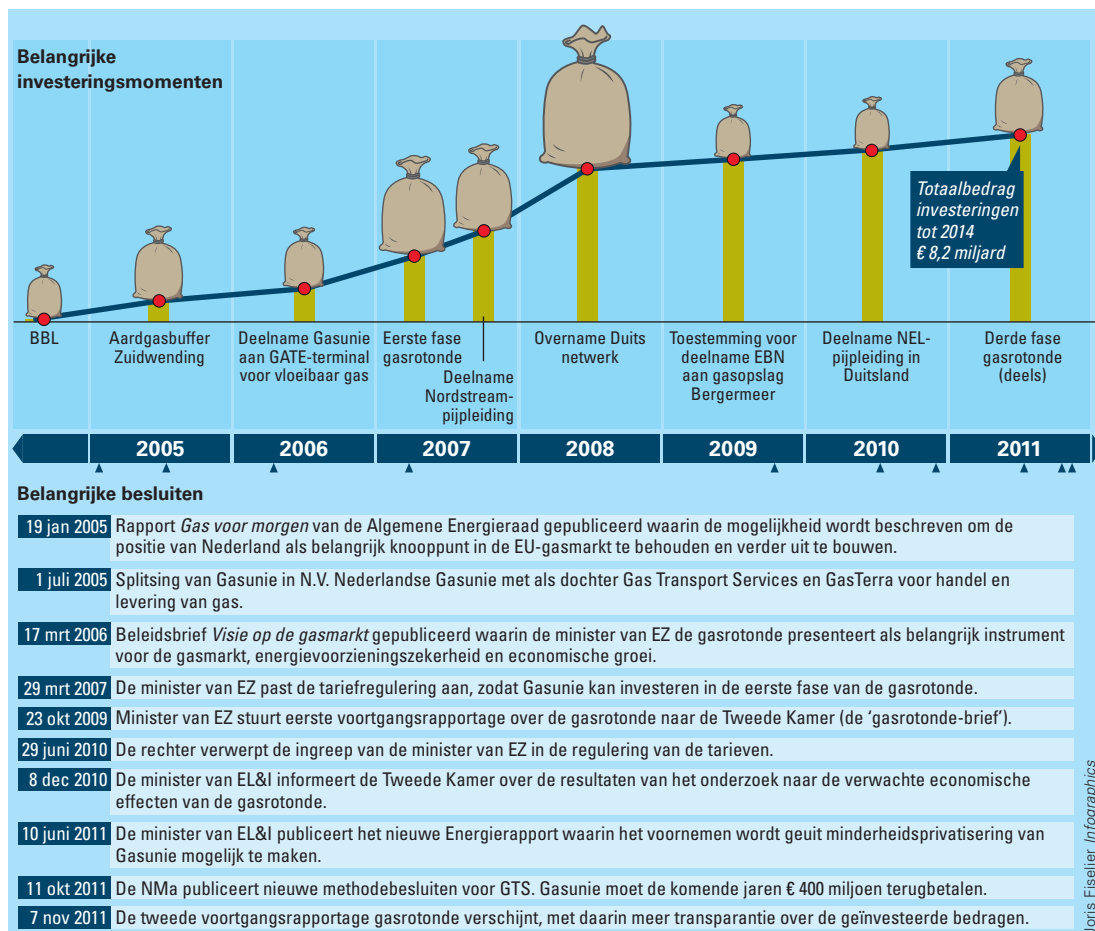 Belangrijke
investeringsmomenten
Totaalbedrag
investeringen
tot 2014
€ 8,2 miljard
BBL
Aardgasbuffer
Zuidwending
Deelname Gasunie
aan GATE-terminal
voor vloeibaar gas
Eerste fase
gasrotonde
Deelname
Nordstream-
pijpleiding
Overname Duits
netwerk
Toestemming voor
deelname EBN
aan gasopslag
Bergermeer
Deelname NEL-
pijpleiding in
Duitsland
Derde fase
gasrotonde
(deels)
2005 2006 2007 2008 2009 2010 2011
Belangrijke besluiten
19 jan 2005 Rapport Gas voor morgen van de Algemene Energieraad gepubliceerd waarin de mogelijkheid wordt beschreven om de
positie van Nederland als belangrijk knooppunt in de EU-gasmarkt te behouden en verder uit te bouwen.
1 juli 2005 Splitsing van Gasunie in N.V. Nederlandse Gasunie met als dochter Gas Transport Services en GasTerra voor handel en
levering van gas.
17 mrt 2006 Beleidsbrief Visie op de gasmarkt gepubliceerd waarin de minister van EZ de gasrotonde presenteert als belangrijk instrument
voor de gasmarkt, energievoorzieningszekerheid en economische groei.
29 mrt 2007 De minister van EZ past de tariefregulering aan, zodat Gasunie kan investeren in de eerste fase van de gasrotonde.
23 okt 2009 Minister van EZ stuurt eerste voortgangsrapportage over de gasrotonde naar de Tweede Kamer (de ‘gasrotonde-brief’).
29 juni 2010 De rechter verwerpt de ingreep van de minister van EZ in de regulering van de tarieven.
8 dec 2010 De minister van EL&I informeert de Tweede Kamer over de resultaten van het onderzoek naar de verwachte economische
effecten van de gasrotonde.
10 juni 2011 De minister van EL&I publiceert het nieuwe Energierapport waarin het voornemen wordt geuit minderheidsprivatisering van
Gasunie mogelijk te maken.
11 okt 2011 De NMa publiceert nieuwe methodebesluiten voor GTS. Gasunie moet de komende jaren € 400 miljoen terugbetalen.
7 nov 2011 De tweede voortgangsrapportage gasrotonde verschijnt, met daarin meer transparantie over de geïnvesteerde bedragen.
Joris Fiselier Infographics